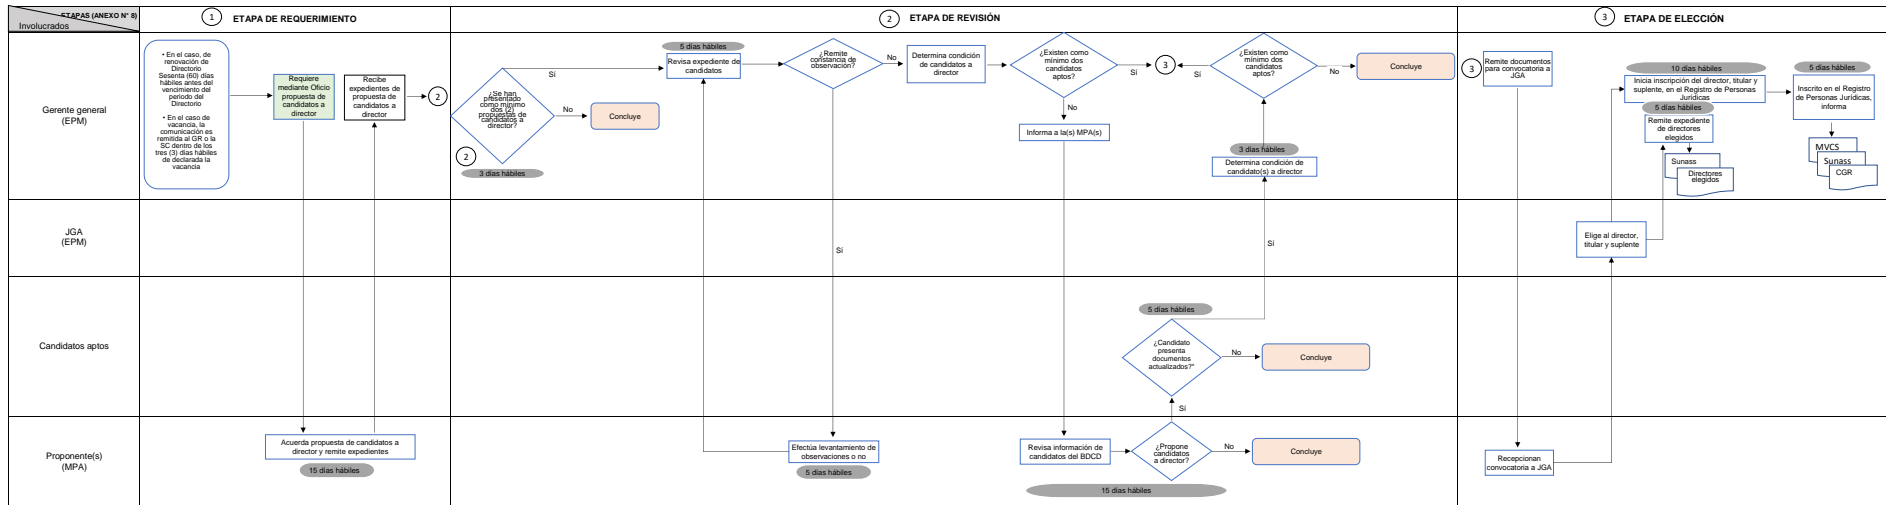 ETAPAS (ANEXO N° 8)
Involucrados
1
ETAPA DE REQUERIMIENTO
2
ETAPA DE REVISIÓN
3
ETAPA DE ELECCIÓN
Gerente general
(EPM)
• En el caso, de
renovación de
Directorio
Sesenta (60) días
hábiles antes del
vencimiento del
periodo del
Directorio
• En el caso de
vacancia, la
comunicación es
remitida al GR o la
SC dentro de los
tres (3) días hábiles
de declarada la
vacancia
Requiere
mediante Oficio
propuesta de
candidatos a
director
Recibe
expedientes de
propuesta de
candidatos a
director
2
¿Se han
presentado
como mínimo
dos (2)
propuestas de
candidatos a
director?
2
3 días hábiles
Sí
No
Concluye
5 días hábiles
Revisa expediente de
candidatos
¿Remite
constancia de
observación?
No
Determina condición
de candidatos a
director
¿Existen como
mínimo dos
candidatos
aptos?
Sí
3
No
Informa a la(s) MPA(s)
¿Existen como
mínimo dos
candidatos
aptos?
Sí
No
Concluye
3 días hábiles
Determina condición de
candidato(s) a director
3
Remite documentos
para convocatoria a
JGA
10 días hábiles
Inicia inscripción del director, titular y
suplente, en el Registro de Personas
Jurídicas
5 días hábiles
Remite expediente
de directores
elegidos
Sunass
Directores
elegidos
5 días hábiles
Inscrito en el Registro
de Personas Jurídicas,
informa
MVCS
Sunass
CGR
JGA
(EPM)
Sí
Sí
Elige al director,
titular y suplente
Candidatos aptos
5 días hábiles
¿Candidato
presenta
documentos
actualizados?"
No
Concluye
Sí
Proponente(s)
(MPA)
Acuerda propuesta de candidatos a
director y remite expedientes
15 días hábiles
Efectúa levantamiento de
observaciones o no
5 días hábiles
Revisa información de
candidatos del BDCD
¿Propone
candidatos
a director?
No
Concluye
15 días hábiles
Recepcionan
convocatoria a JGA